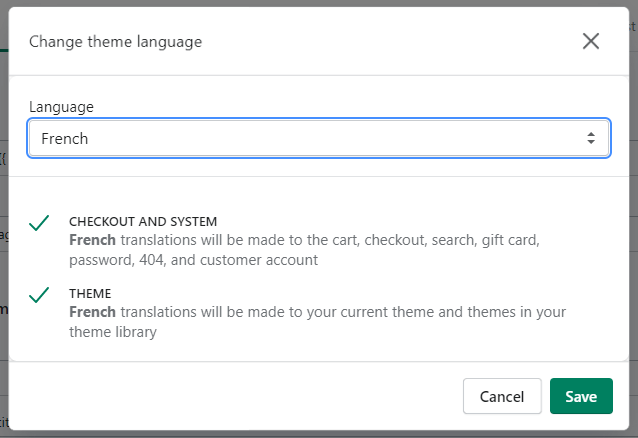 Change theme language
Language
French
CHECKOUT AND SYSTEM
French translations will be made to the cart, checkout, search, gift card,
password, 404, and customer account
THEME
French translations will be made to your current theme and themes in your
theme library
Cancel
Save